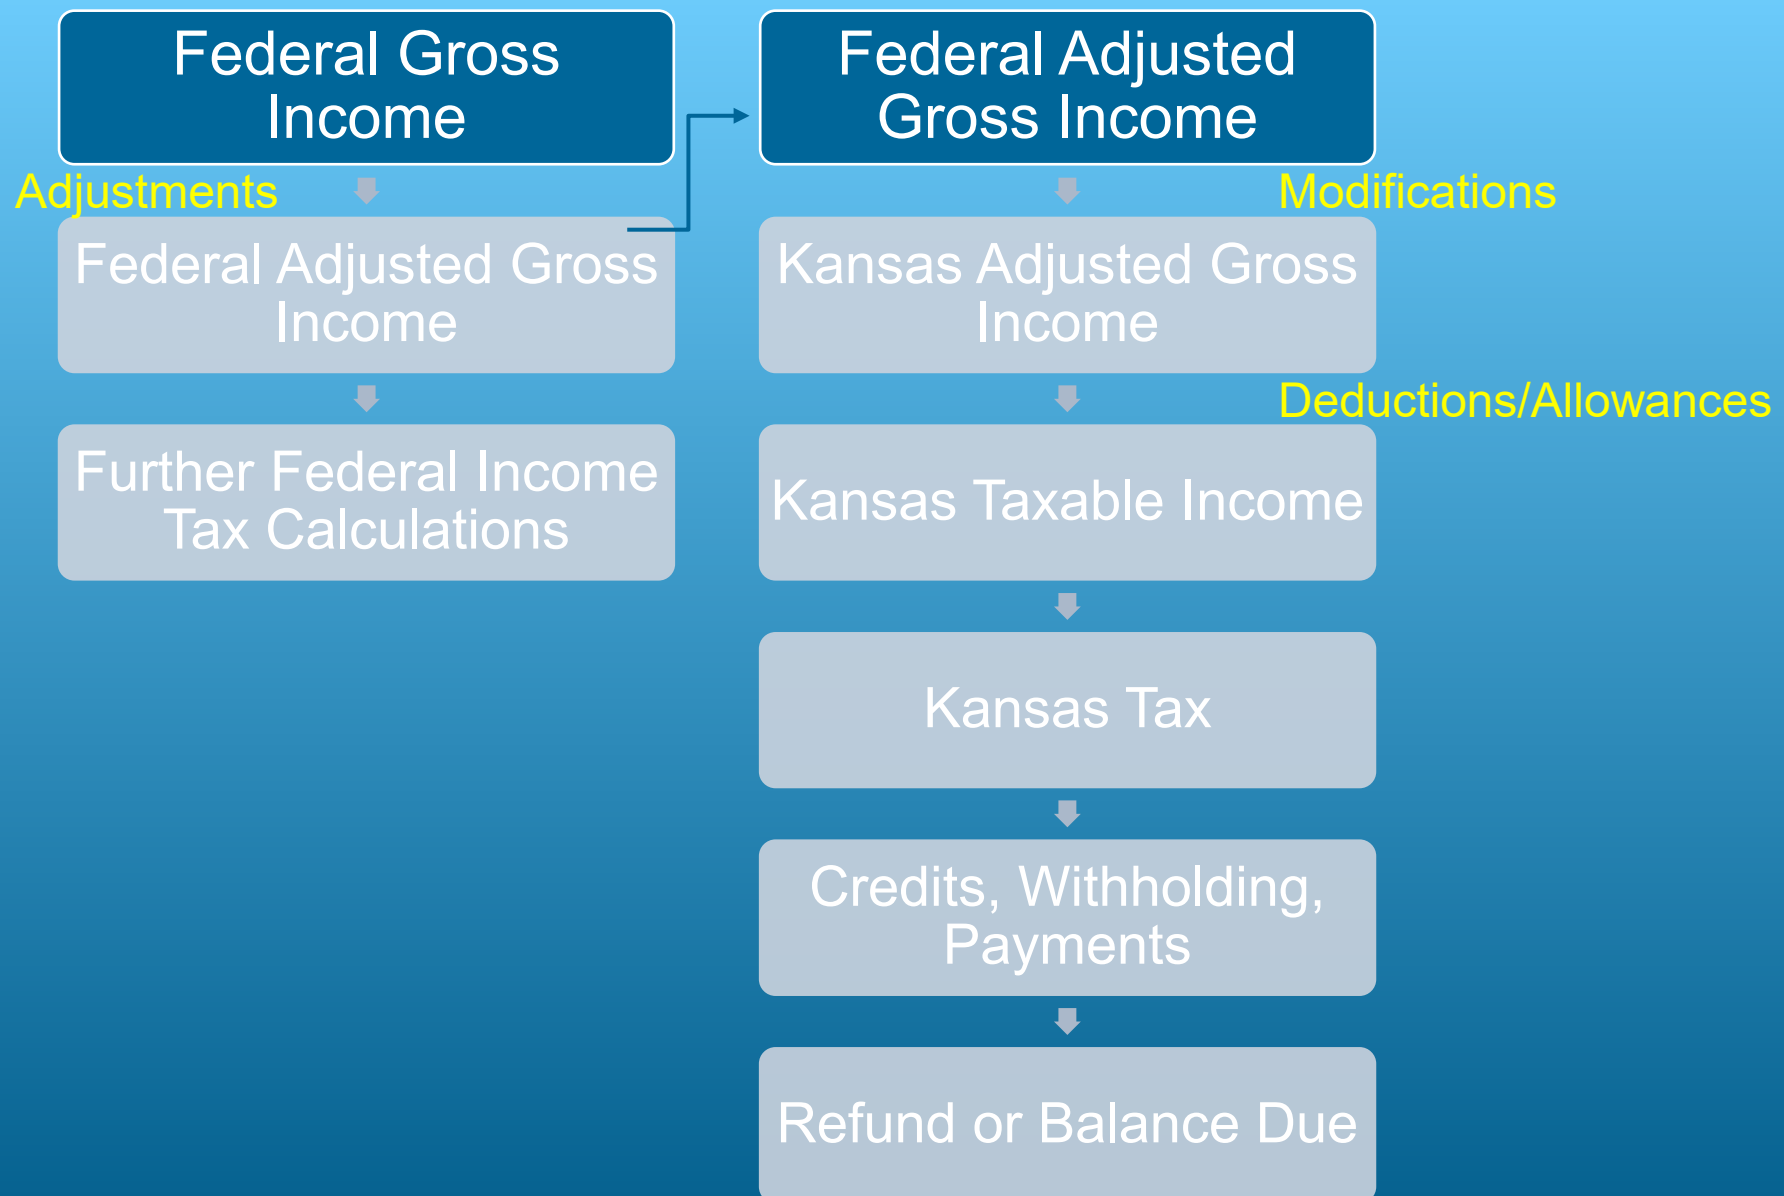 Federal Gross
Income
Adjustments
Federal Adjusted Gross
Income
Further Federal Income
Tax Calculations
Federal Adjusted
Gross Income
Modifications
Kansas Adjusted Gross
Income
Deductions/Allowances
Kansas Taxable Income
Kansas Tax
Credits, Withholding,
Payments
Refund or Balance Due